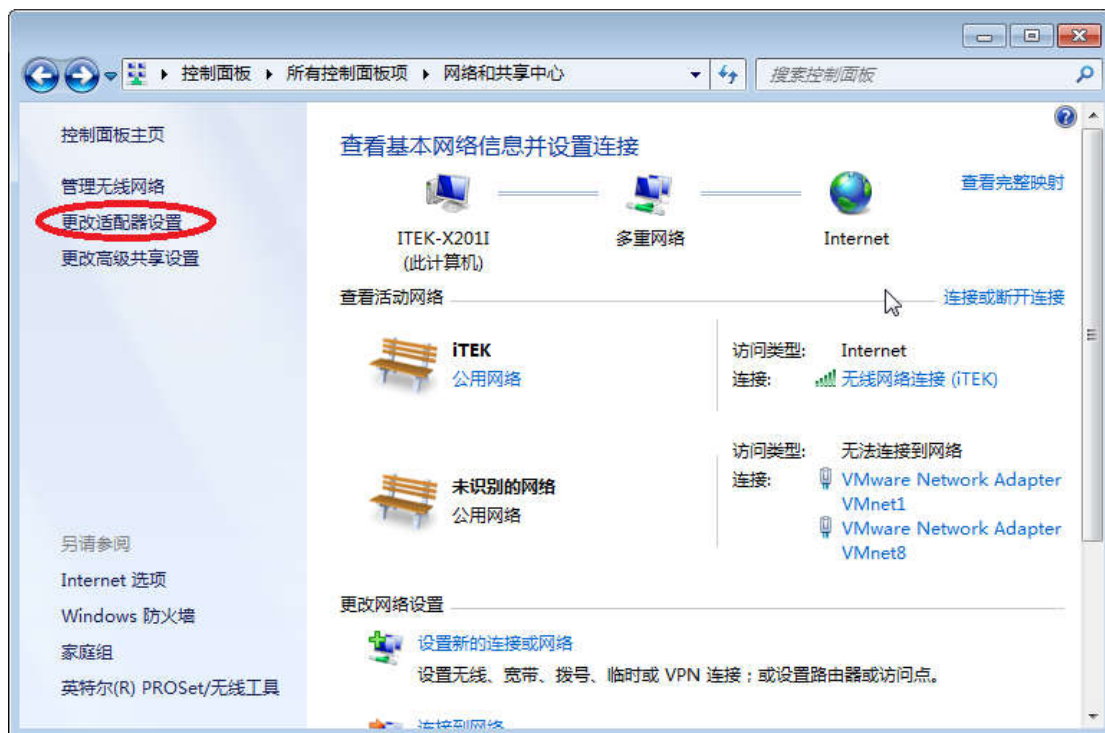 控制面板 ▸ 所有控制面板项 ▸ 网络和共享中心
搜索控制面板
控制面板主页
管理无线网络
更改适配器设置
更改高级共享设置
另请参阅
Internet 选项
Windows 防火墙
家庭组
英特尔(R) PROSet/无线工具
查看基本网络信息并设置连接
查看完整映射
ITEK-X201I
(此计算机)
多重网络
Internet
查看活动网络
连接或断开连接
iTEK
公用网络
访问类型: Internet
连接: 无线网络连接 (iTEK)
未识别的网络
公用网络
访问类型: 无法连接到网络
连接: VMware Network Adapter
VMnet1
VMware Network Adapter
VMnet8
更改网络设置
设置新的连接或网络
设置无线、宽带、拨号、临时或 VPN 连接；或设置路由器或访问点。
连接到网络